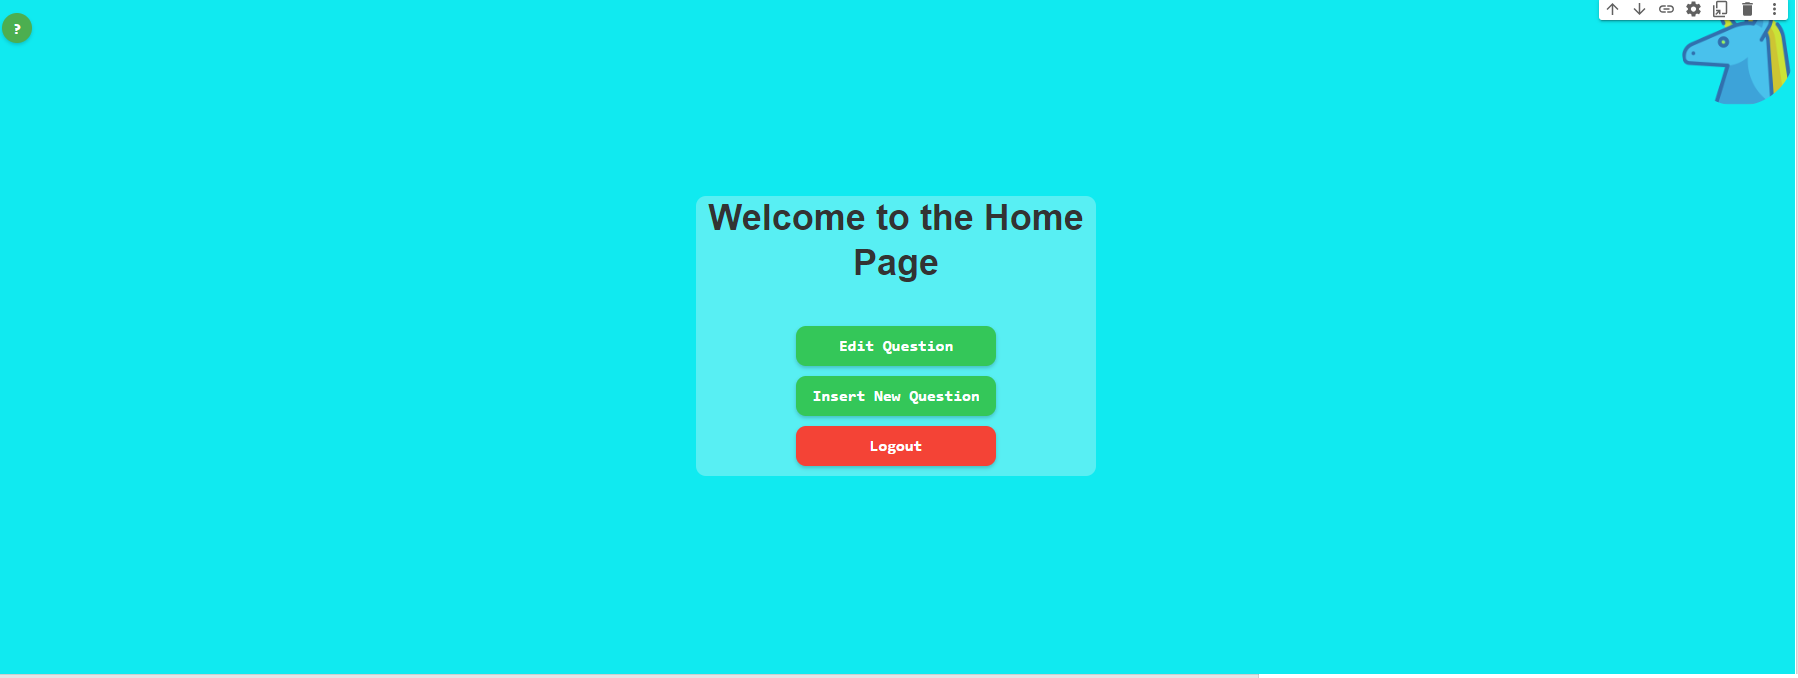 ?
Welcome to the Home
Page
Edit Question
Insert New Question
Logout